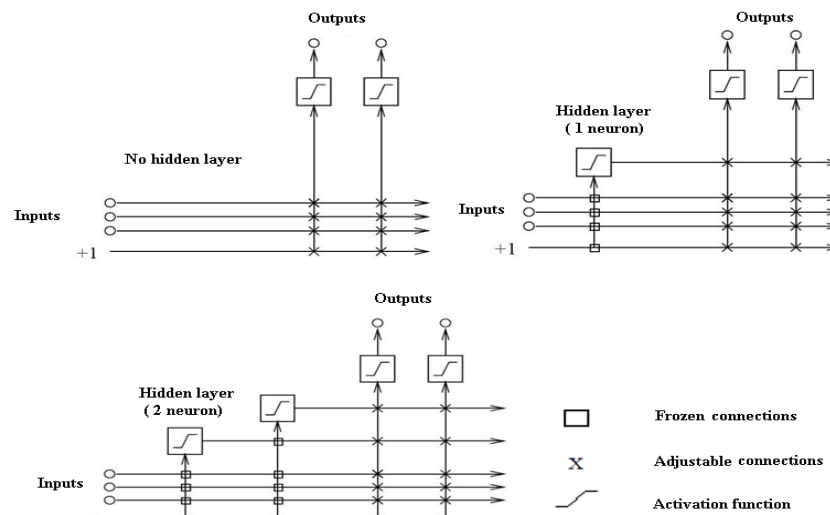 Outputs
No hidden layer
Inputs
+1
Outputs
Hidden layer
( 1 neuron)
Inputs
+1
Outputs
Hidden layer
( 2 neuron)
Inputs
Frozen connections
X Adjustable connections
Activation function